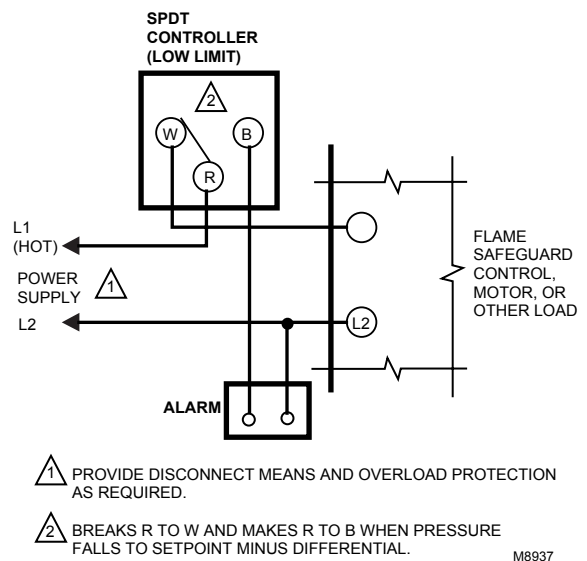 SPDT
CONTROLLER
(LOW LIMIT)
2
W
B
R
L1
(HOT)
POWER
SUPPLY
1
L2
L2
FLAME
SAFEGUARD
CONTROL,
MOTOR, OR
OTHER LOAD
ALARM
1 PROVIDE DISCONNECT MEANS AND OVERLOAD PROTECTION
AS REQUIRED.
2 BREAKS R TO W AND MAKES R TO B WHEN PRESSURE
FALLS TO SETPOINT MINUS DIFFERENTIAL.
M8937